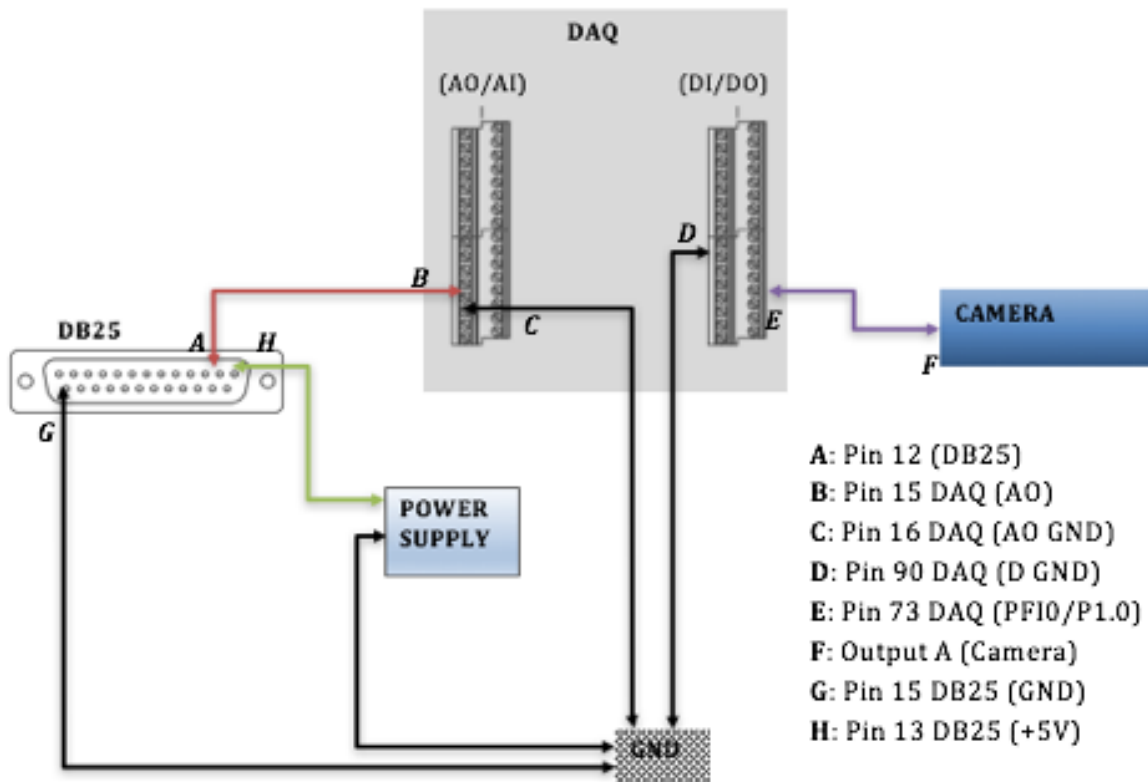 DAQ
(AO/AI)
(DI/DO)
D
B
C
E
CAMERA
F
DB25
A
H
G
POWER
SUPPLY
GND
A: Pin 12 (DB25)
B: Pin 15 DAQ (AO)
C: Pin 16 DAQ (AO GND)
D: Pin 90 DAQ (D GND)
E: Pin 73 DAQ (PFI0/P1.0)
F: Output A (Camera)
G: Pin 15 DB25 (GND)
H: Pin 13 DB25 (+5V)